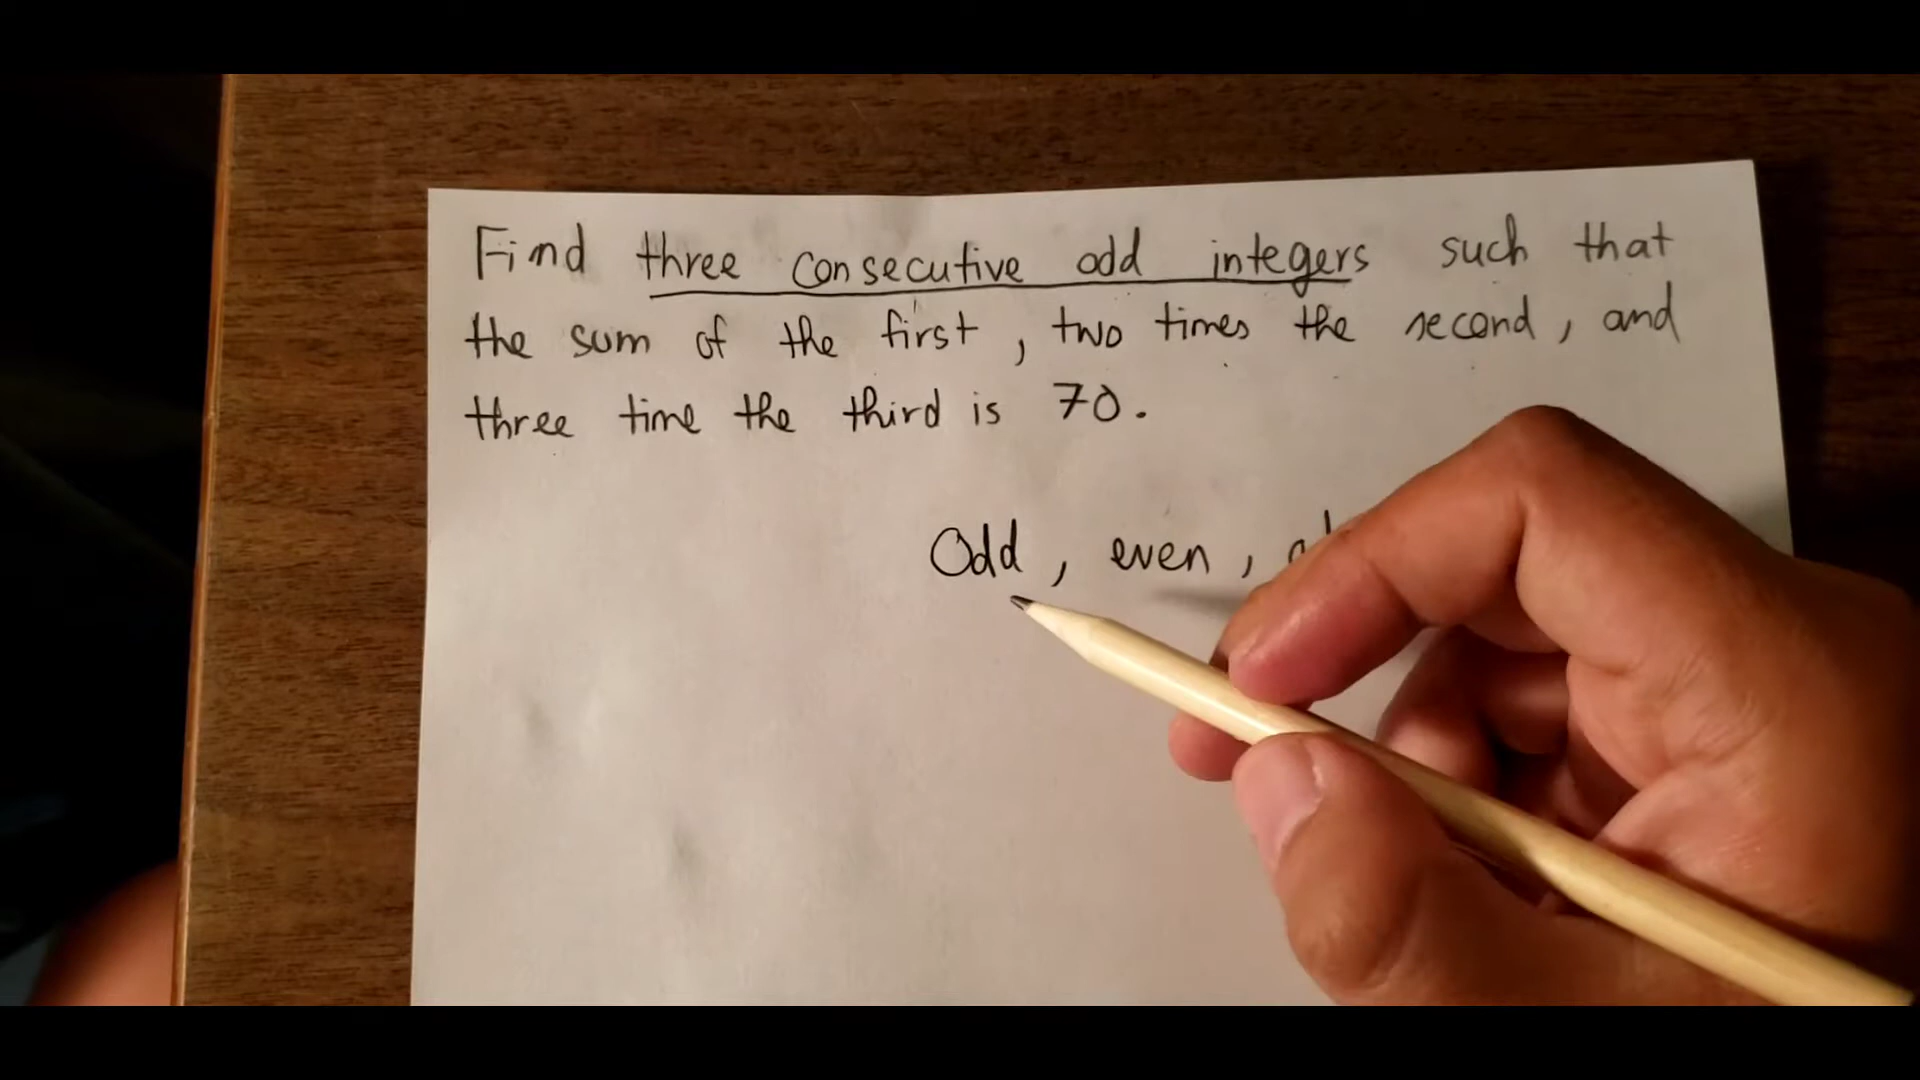 Find three consecutive odd integers such that
the sum of the first, two times the second, and
three time the third is 70.
Odd, even,